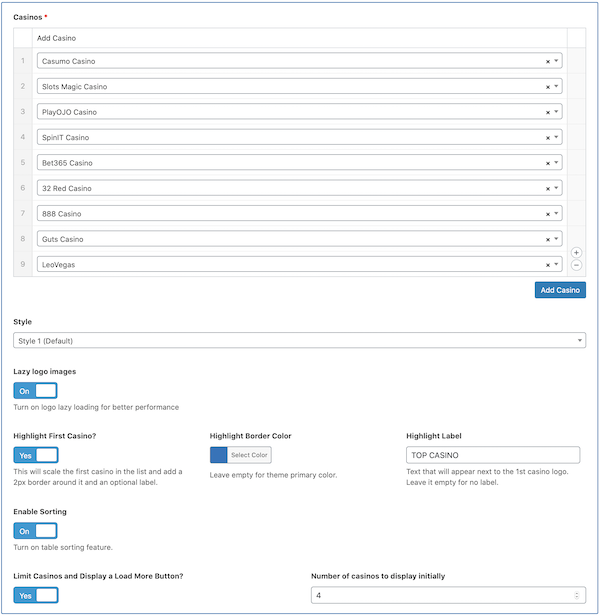 Casinos *
Add Casino
1 Casumo Casino × 
2 Slots Magic Casino ×
3 PlayOJO Casino ×
4 SpinIT Casino ×
5 Bet365 Casino ×
6 32 Red Casino ×
7 888 Casino ×
8 Guts Casino ×
9 LeoVegas ×
+
−
Add Casino
Style
Style 1 (Default)
Lazy logo images
On
Turn on logo lazy loading for better performance
Highlight First Casino?
Yes
This will scale the first casino in the list and add a
2px border around it and an optional label.
Highlight Border Color
Select Color
Leave empty for theme primary color.
Highlight Label
TOP CASINO
Text that will appear next to the 1st casino logo.
Leave it empty for no label.
Enable Sorting
On
Turn on table sorting feature.
Limit Casinos and Display a Load More Button?
Yes
Number of casinos to display initially
4